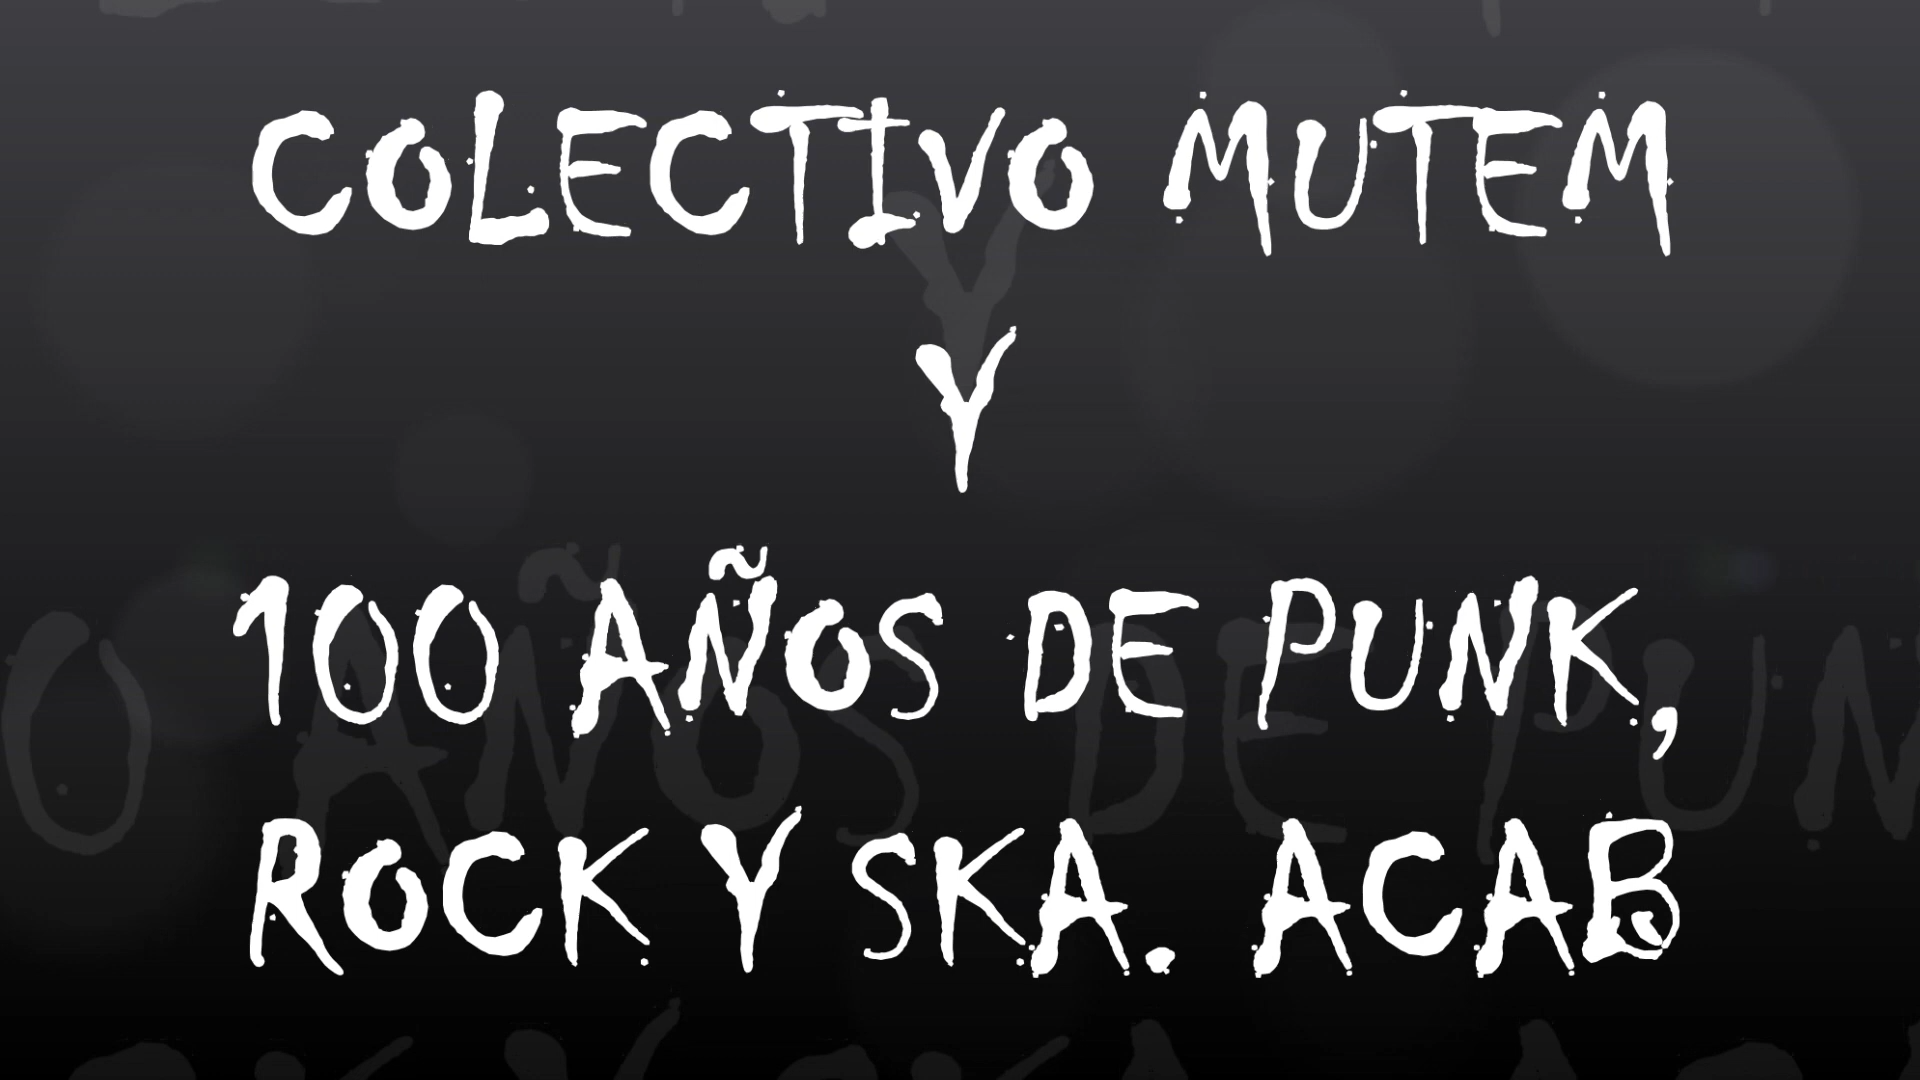 COLECTIVO MUTEM
Y
100 AÑOS DE PUNK,
ROCK Y SKA. ACAB